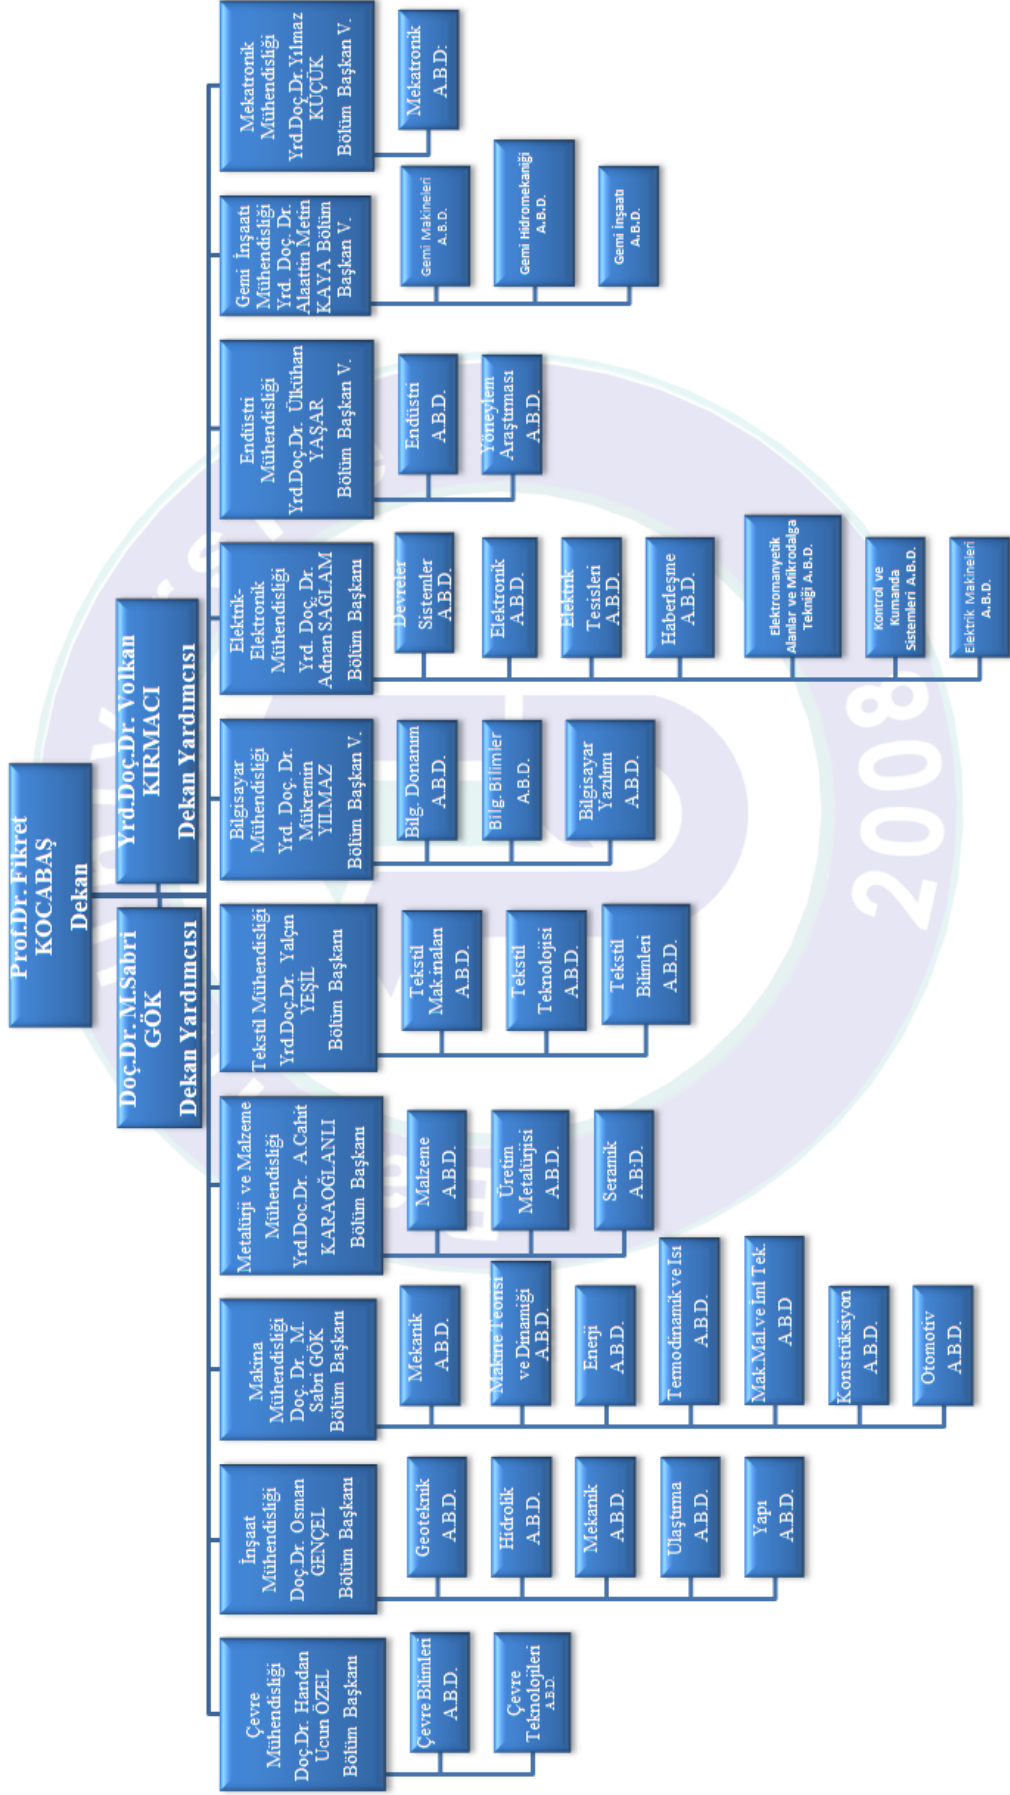 Prof.Dr. Fikret
KOCABAŞ
Dekan
Doç.Dr. M.Sabri
GÖK
Dekan Yardımcısı
Yrd.Doç.Dr. Volkan
KIRMACI
Dekan Yardımcısı
Çevre
Mühendisliği
Doç.Dr. Handan
Ucun ÖZEL
Bölüm Başkanı
Çevre Bilimleri
A.B.D.
Çevre
Teknolojileri
A.B.D.
İnşaat
Mühendisliği
Doç.Dr. Osman
GENÇEL
Bölüm Başkanı
Geoteknik
A.B.D.
Hidrolik
A.B.D.
Mekanik
A.B.D.
Ulaştırma
A.B.D.
Yapı
A.B.D.
Makina
Mühendisliği
Doç. Dr. M.
Sabri GÖK
Bölüm Başkanı
Mekanik
A.B.D.
Makine Teorisi
ve Dinamiği
A.B.D.
Enerji
A.B.D.
Termodinamik ve Isı
A.B.D.
Mak.Mal.ve İml Tek.
A.B.D
Konstrüksiyon
A.B.D.
Otomotiv
A.B.D.
Metalürji ve Malzeme
Mühendisliği
Yrd.Doc.Dr. A.Cahit
KARAOĞLANLI
Bölüm Başkanı
Malzeme
A.B.D.
Üretim
Metalürjisi
A.B.D.
Seramik
A.B:D.
Tekstil Mühendisliği
Yrd.Doç.Dr. Yalçın
YEŞİL
Bölüm Başkanı
Tekstil
Mak.inaları
A.B.D.
Tekstil
Teknolojisi
A.B.D.
Tekstil
Bilimleri
A.B.D.
Bilgisayar
Mühendisliği
Yrd. Doç. Dr.
Mükremin
YILMAZ
Bölüm Başkan V.
Bilg. Donanım
A.B.D.
Bilg. Bilimler
A.B.D.
Bilgisayar
Yazılımı
A.B.D.
Elektrik-
Elektronik
Mühendisliği
Yrd. Doç. Dr.
Adnan SAĞLAM
Bölüm Başkanı
Devreler
Sistemler
A.B.D.
Elektronik
A.B.D.
Elektrik
Tesisleri
A.B.D.
Haberleşme
A.B.D.
Elektromanyetik
Alanlar ve Mikrodalga
Tekniği A.B.D.
Kontrol ve
Kumanda
Sistemleri A.B.D.
Elektrik Makineleri
A.B.D.
Endüstri
Mühendisliği
Yrd.Doç.Dr. Ülkühan
YAŞAR
Bölüm Başkan V.
Endüstri
A.B.D.
Yöneylem
Araştırması
A.B.D.
Gemi İnşaatı
Mühendisliği
Yrd. Doç. Dr.
Alaattin Metin
KAYA Bölüm
Başkan V.
Gemi Makineleri
A.B.D.
Gemi Hidromekaniği
A.B.D.
Gemi İnşaatı
A.B.D.
Mekatronik
Mühendisliği
Yrd.Doç.Dr.Yılmaz
KÜÇÜK
Bölüm Başkan V.
Mekatronik
A.B.D:
2008